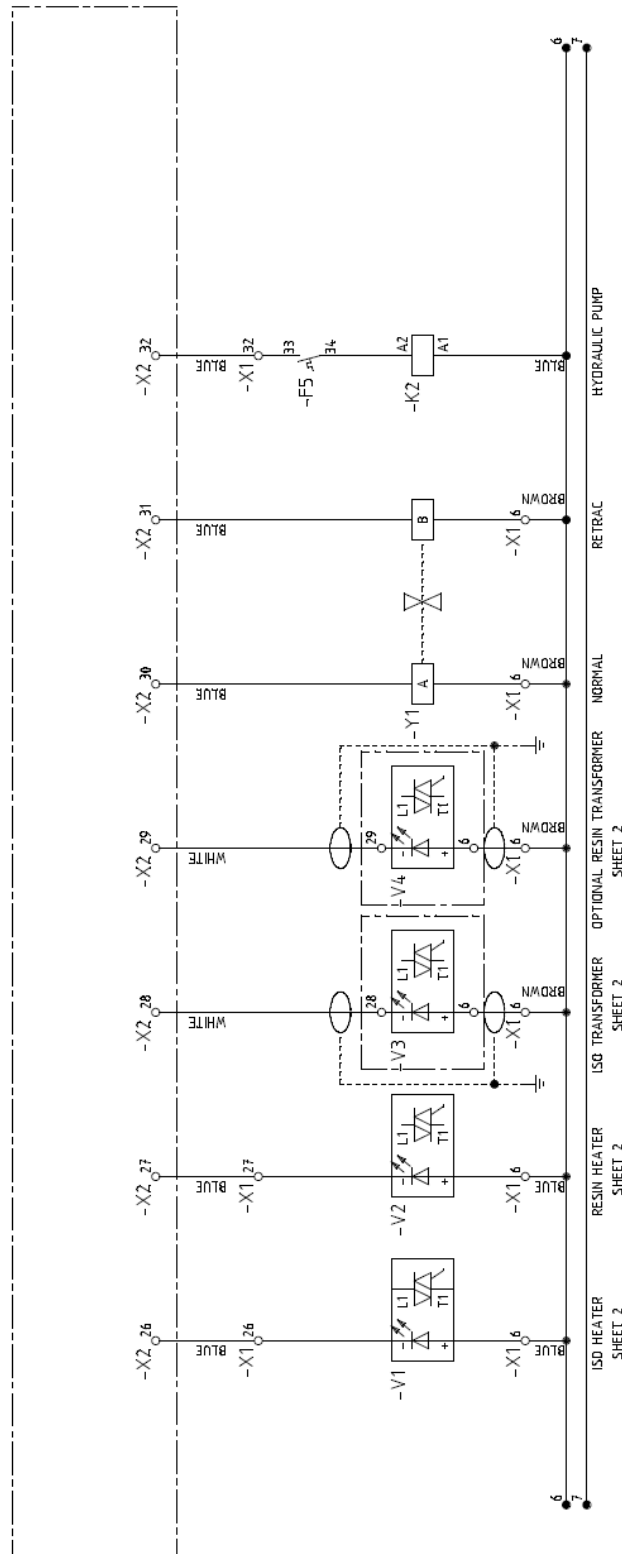 -X2 26 -X2 27 -X2 28 -X2 29 -X2 30 -X2 31 -X2 32
BLUE BLUE WHITE WHITE BLUE BLUE BLUE
-X1 26 -X1 27 -X1 32
33
-F5
34
28 29
-V1 - L1 + T1
-V2 - L1 + T1
-V3 - L1 + T1
-V4 - L1 + T1
-Y1 A B
-K2 A2 A1
6 6
-X1 6 -X1 6 -X1 6 -X1 6 -X1 6 -X1 6
BLUE BLUE BROWN BROWN BROWN BROWN BLUE
6 6
7 7
ISO HEATER RESIN HEATER ISO TRANSFORMER OPTIONAL RESIN TRANSFORMER NORMAL RETRAC HYDRAULIC PUMP
SHEET 2 SHEET 2 SHEET 2 SHEET 2